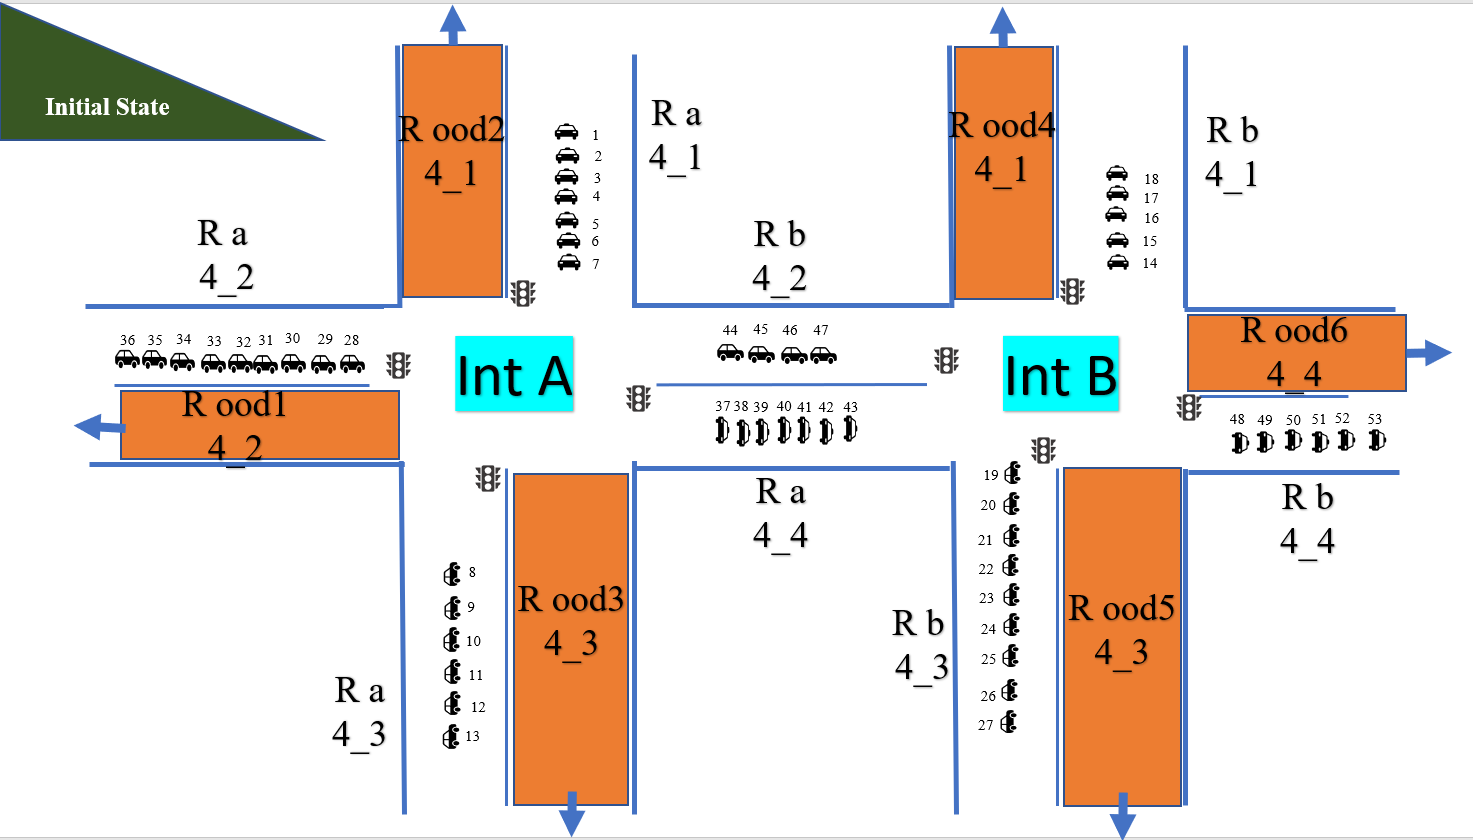 Initial State
R ood2
4_1
1
2
3
4
5
6
7
R a
4_1
R ood4
4_1
18
17
16
15
14
R b
4_1
R a
4_2
R b
4_2
36 35 34 33 32 31 30 29 28
Int A
44 45 46 47
Int B
R ood6
4_4
R ood1
4_2
37 38 39 40 41 42 43
48 49 50 51 52 53
R a
4_4
R b
4_4
8
9
10
11
12
13
R ood3
4_3
19
20
21
22
23
24
25
26
27
R ood5
4_3
R b
4_3
R a
4_3